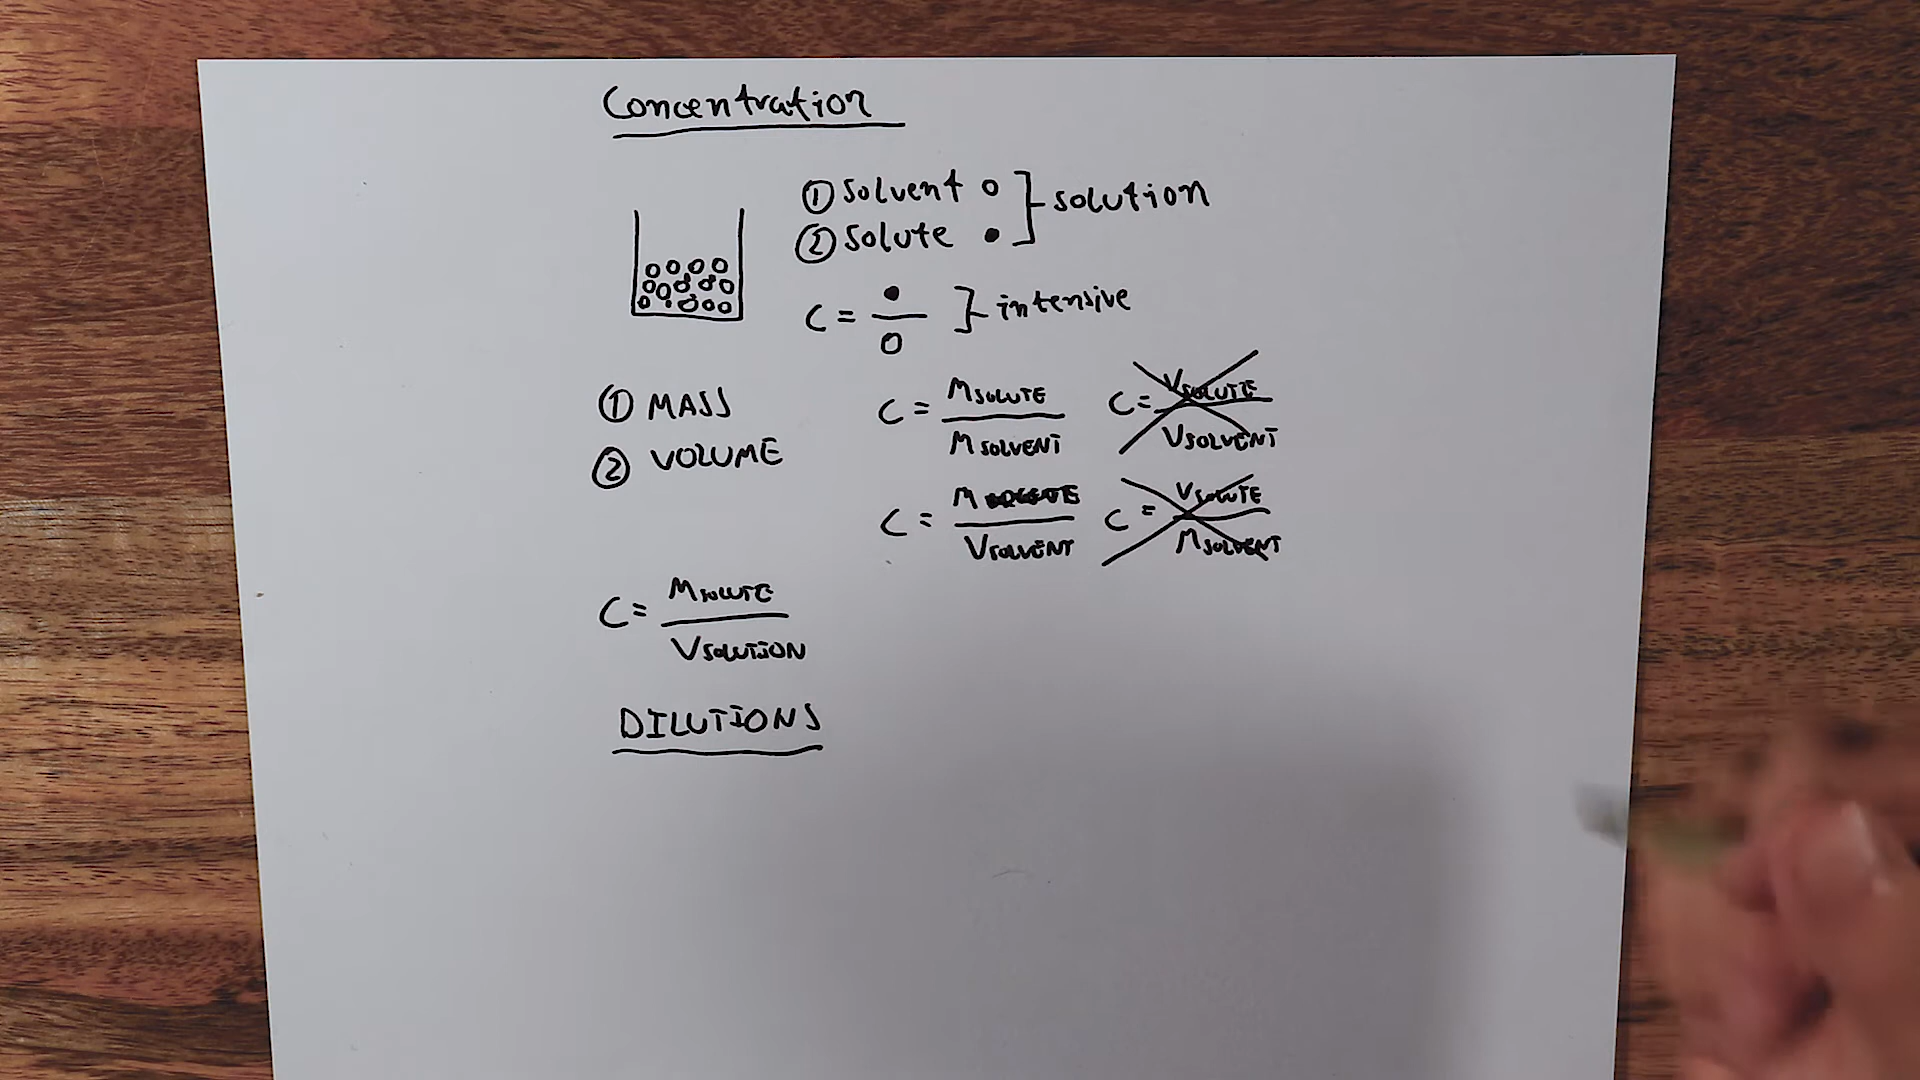 Concentration
① Solvent o ] solution
② Solute •
C = •/o ] intensive
① MASS
② VOLUME
C = MSOLUTE / MSOLVENT
C = VSOLUTE / VSOLVENT
C = M / VSOLVENT
C = VSOLUTE / MSOLVENT
C = MSOLUTE / VSOLUTION
DILUTIONS